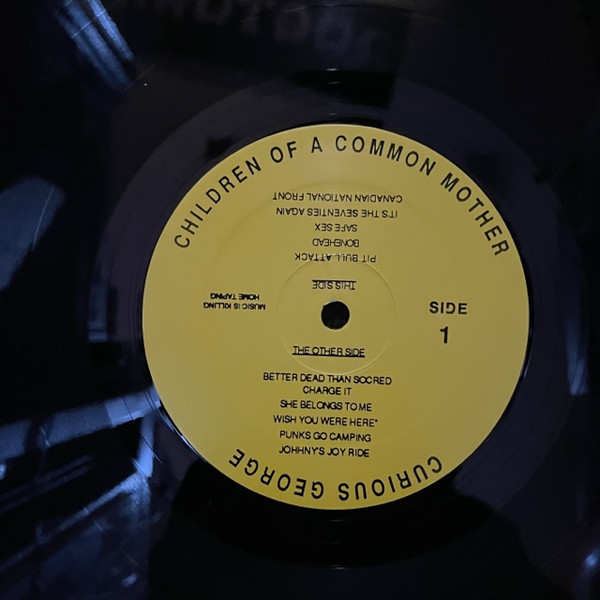 CHILDREN OF A COMMON MOTHER
THIS SIDE
PIT BULL ATTACK
BONEHEAD
SAFE SEX
IT'S THE SEVENTIES AGAIN
CANADIAN NATIONAL FRONT
HOME TAPING
MUSIC IS KILLING
SIDE
1
THE OTHER SIDE
BETTER DEAD THAN SOCRED
CHARGE IT
SHE BELONGS TO ME
WISH YOU WERE HERE*
PUNKS GO CAMPING
JOHHNY'S JOY RIDE
CURIOUS GEORGE